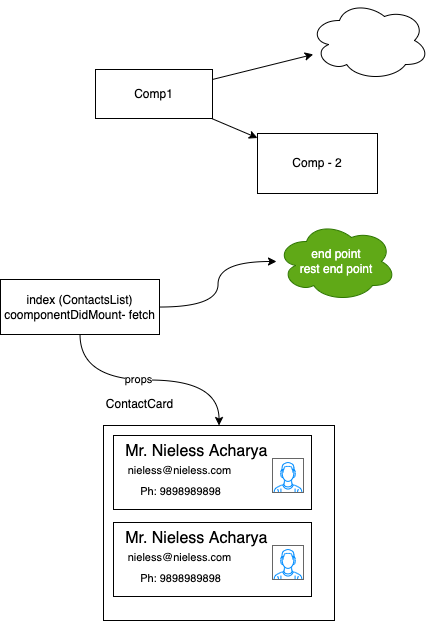 Comp1
Comp - 2
end point
rest end point
index (ContactsList)
coomponentDidMount- fetch
props
ContactCard
Mr. Nieless Acharya
nieless@nieless.com
Ph: 9898989898
Mr. Nieless Acharya
nieless@nieless.com
Ph: 9898989898